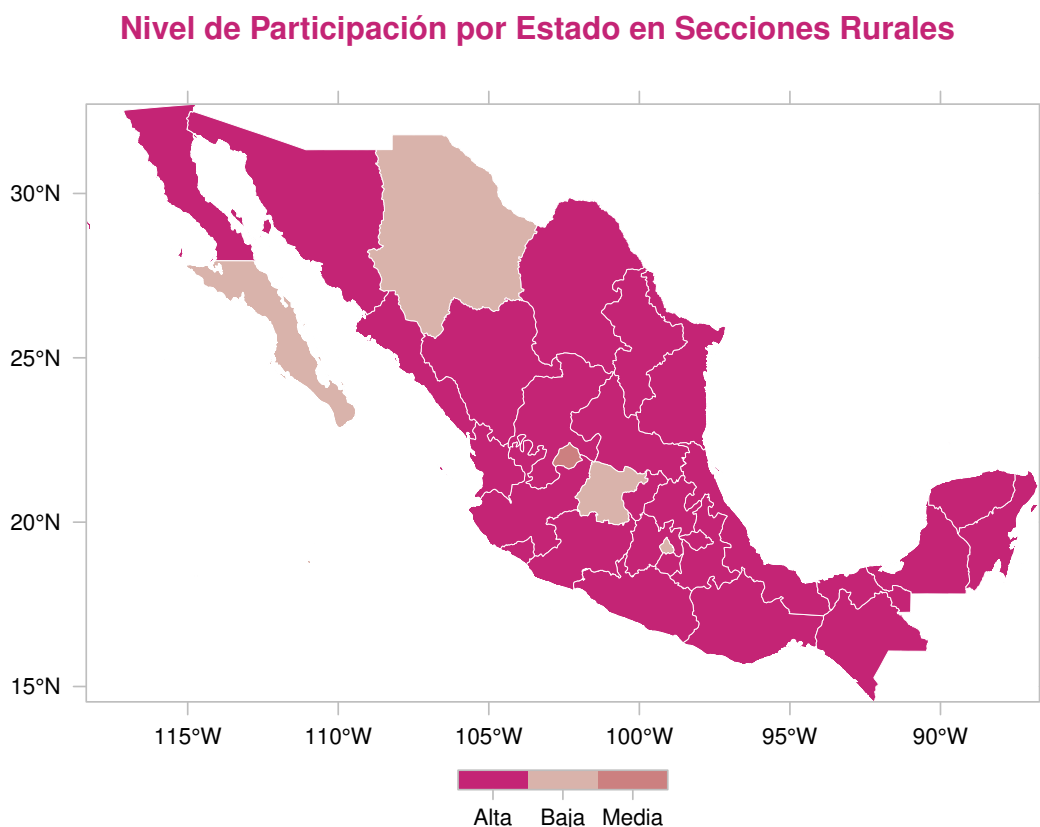 Nivel de Participación por Estado en Secciones Rurales
30°N
25°N
20°N
15°N
115°W 110°W 105°W 100°W 95°W 90°W
Alta Baja Media